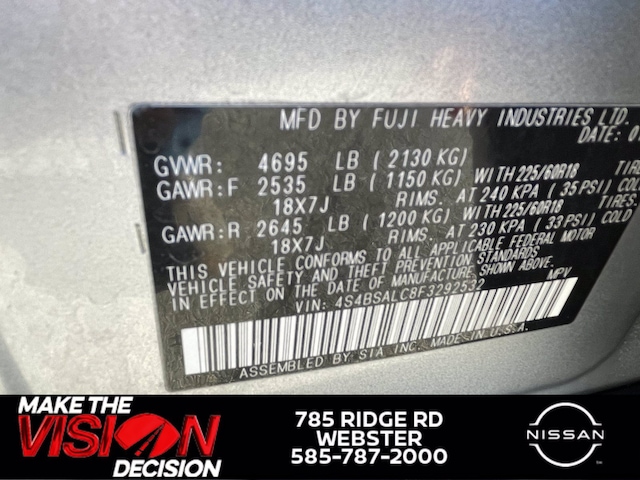 MFD BY FUJI HEAVY INDUSTRIES LTD.
DATE:
GVWR: 4695 LB (2130 KG)
GAWR:F 2535 LB (1150 KG) WITH 225/60R18 TIRES
18X7J RIMS. AT 240 KPA (35 PSI) COLD
GAWR:R 2645 LB (1200 KG) WITH 225/60R18 TIRES.
18X7J RIMS. AT 230 KPA (33 PSI) COLD
THIS VEHICLE CONFORMS TO ALL APPLICABLE FEDERAL MOTOR
VEHICLE SAFETY AND THEFT PREVENTION STANDARDS
IN EFFECT ON THE DATE OF MANUFACTURE SHOWN ABOVE.
VIN: 4S4BSALC8F3292532 MPV
ASSEMBLED BY SIA INC. MADE IN U.S.A.
MAKE THE
VISION
DECISION
785 RIDGE RD
WEBSTER
585-787-2000
NISSAN